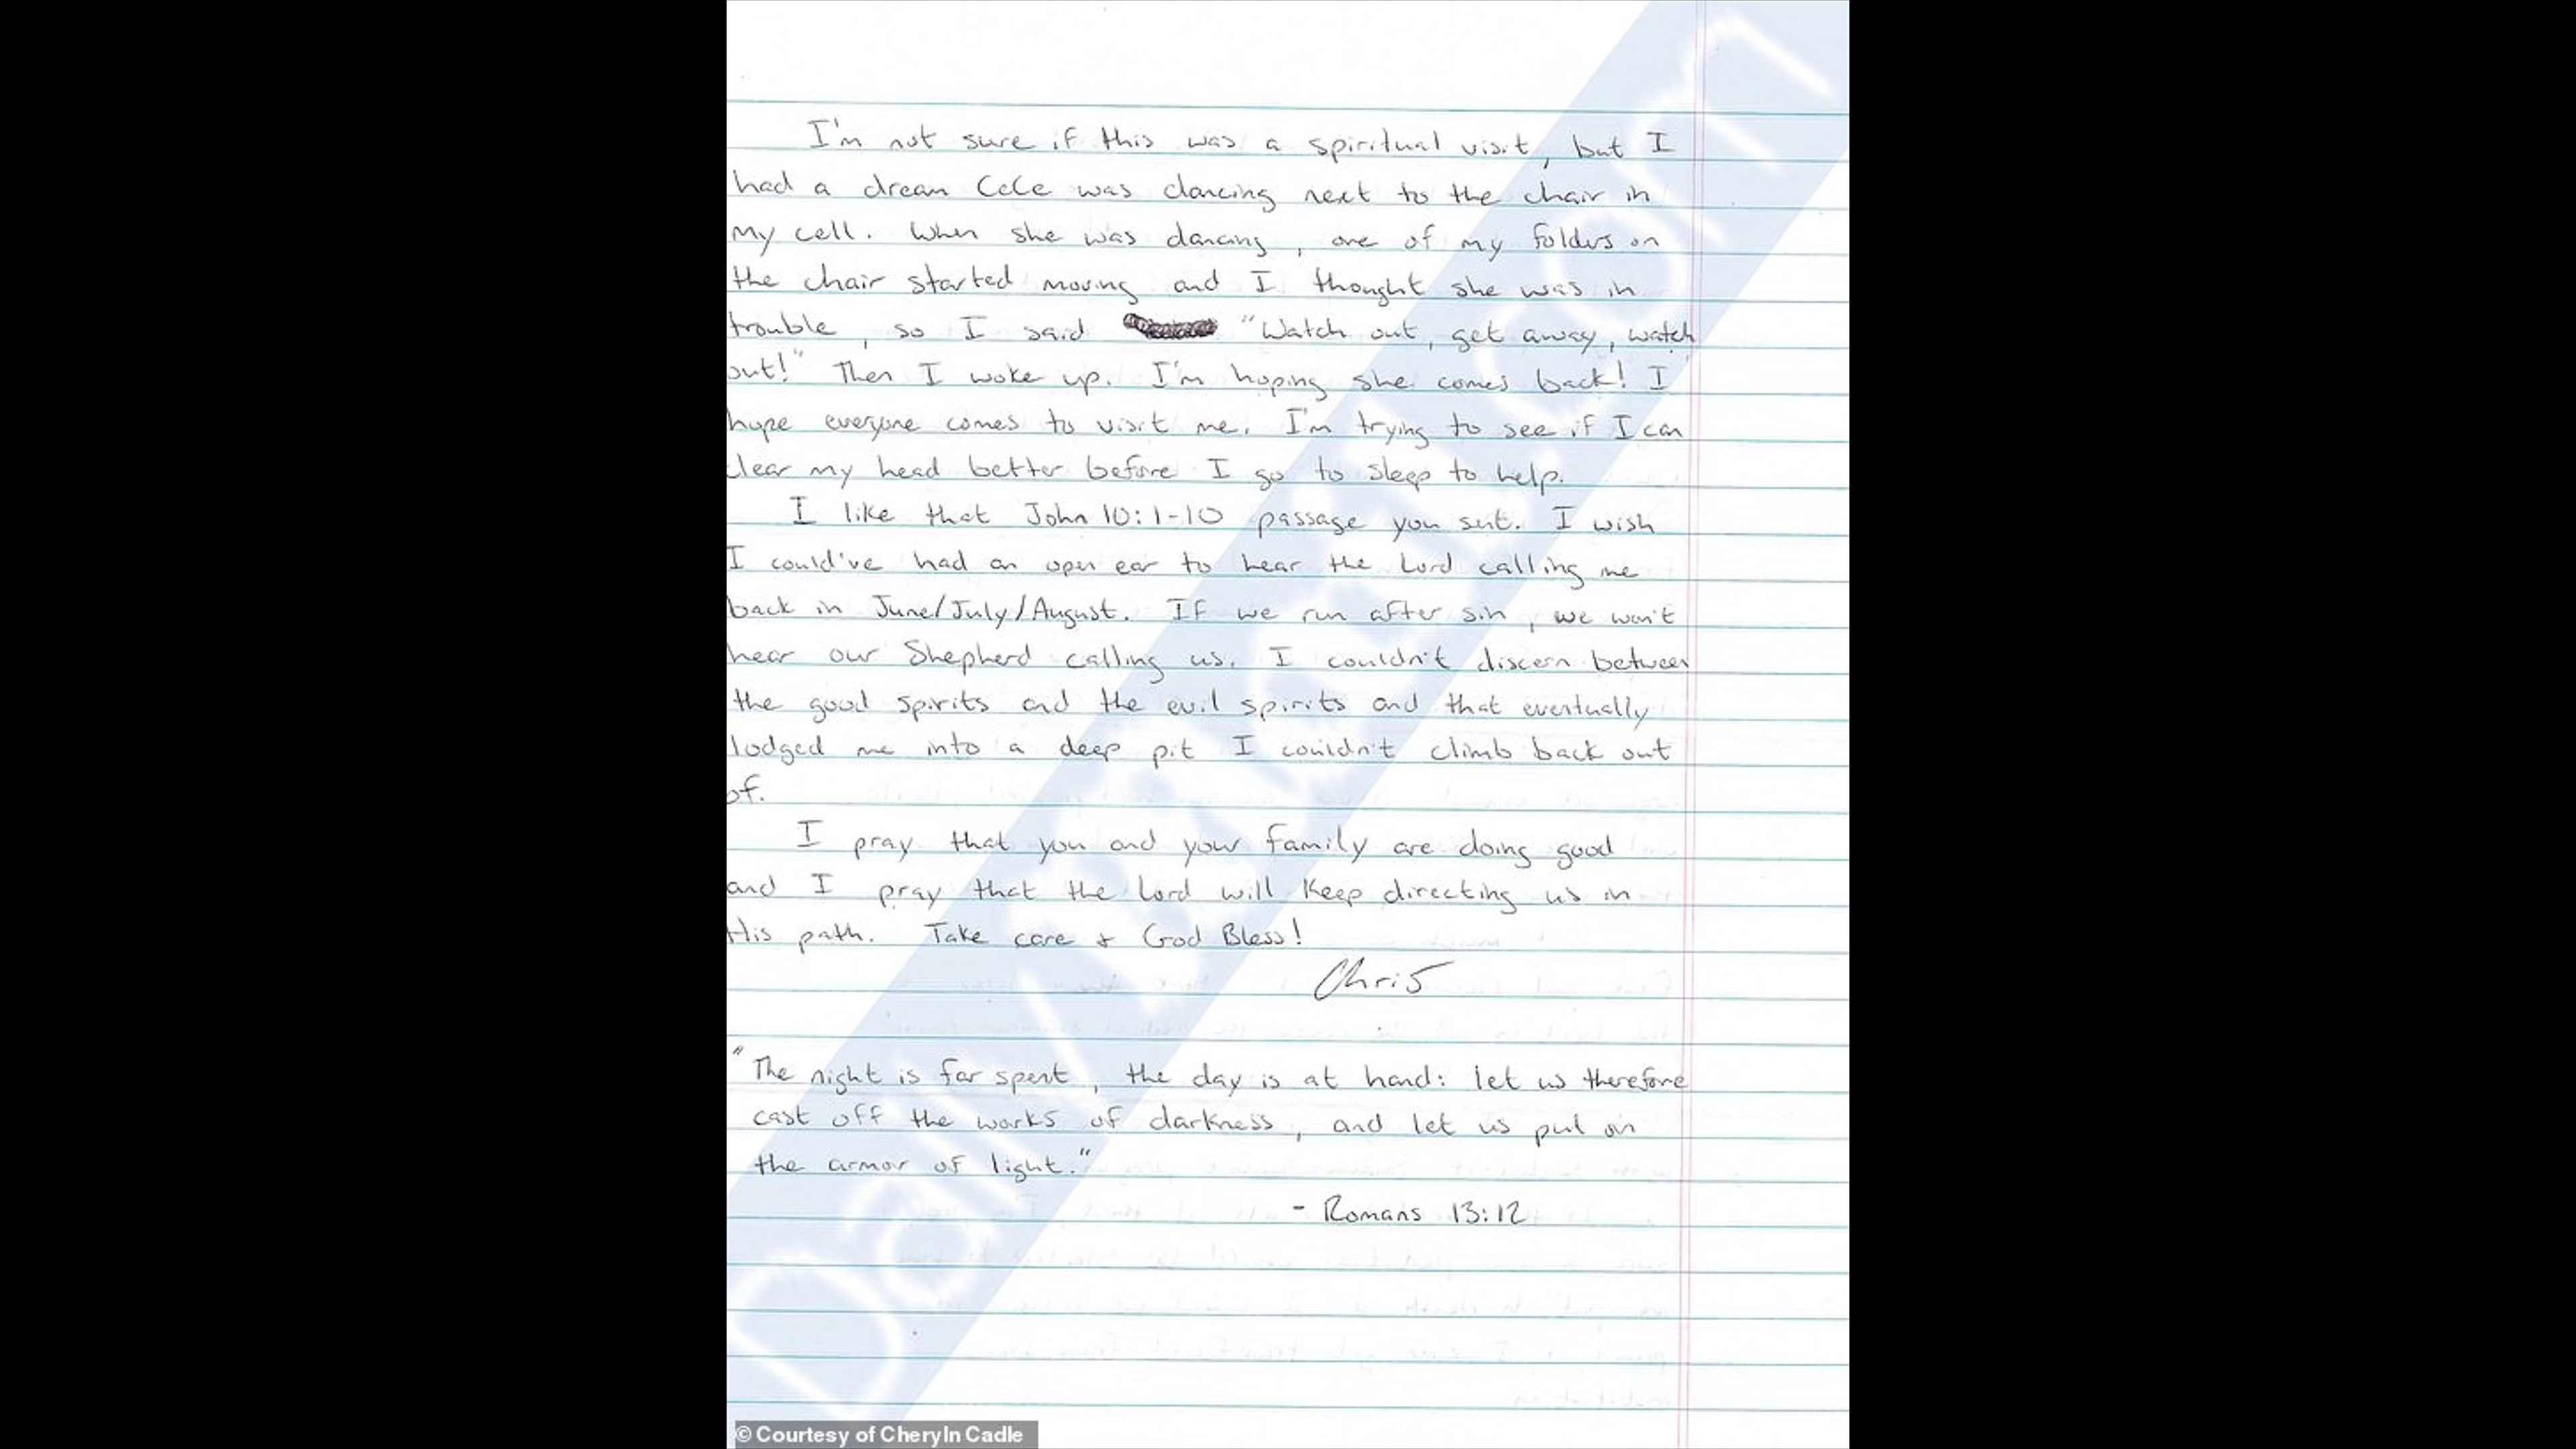 I'm not sure if this was a spiritual visit, but I
had a dream CeCe was dancing next to the chair in
my cell. When she was dancing, one of my folders on
the chair started moving and I thought she was in
trouble, so I said "Watch out, get away, watch
out!" Then I woke up. I'm hoping she comes back! I
hope everyone comes to visit me. I'm trying to see if I can
clear my head better before I go to sleep to help.
I like that John 10:1-10 passage you sent. I wish
I could've had an open ear to hear the Lord calling me
back in June/July/August. If we run after sin, we won't
hear our Shepherd calling us. I couldn't discern between
the good spirits and the evil spirits and that eventually
lodged me into a deep pit I couldn't climb back out
of.
I pray that you and your family are doing good
and I pray that the Lord will keep directing us in
His path. Take care + God Bless!
Chris
"The night is far spent, the day is at hand: let us therefore
cast off the works of darkness, and let us put on
the armor of light."
- Romans 13:12
DailyMail.com
© Courtesy of Cheryln Cadle